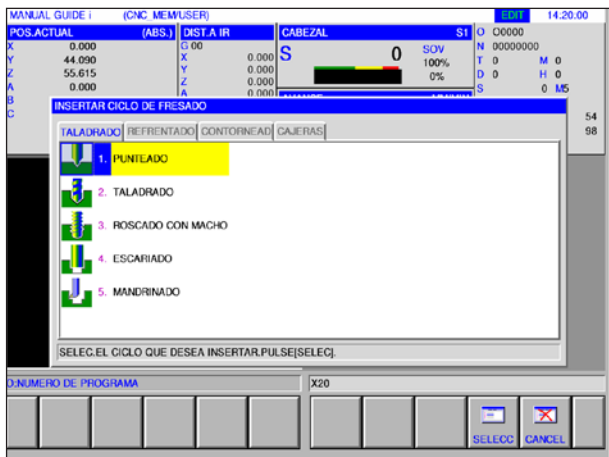 MANUAL GUIDE i (CNC_MEM/USER) EDIT 14:20:00
POS.ACTUAL (ABS.) DIST.A IR CABEZAL S1 O O0000
X 0.000 G 00 S 0 SOV N 00000000
Y 44.090 X 0.000 100% T 0 M 0
Z 55.615 Y 0.000 0% D 0 H 0
A 0.000 Z 0.000 S 0 M5
B A 0.000
C
54
98
INSERTAR CICLO DE FRESADO
TALADRADO REFRENTADO CONTORNEAD CAJERAS
1. PUNTEADO
2. TALADRADO
3. ROSCADO CON MACHO
4. ESCARIADO
5. MANDRINADO
SELEC.EL CICLO QUE DESEA INSERTAR.PULSE[SELEC].
O:NUMERO DE PROGRAMA X20
SELECC CANCEL